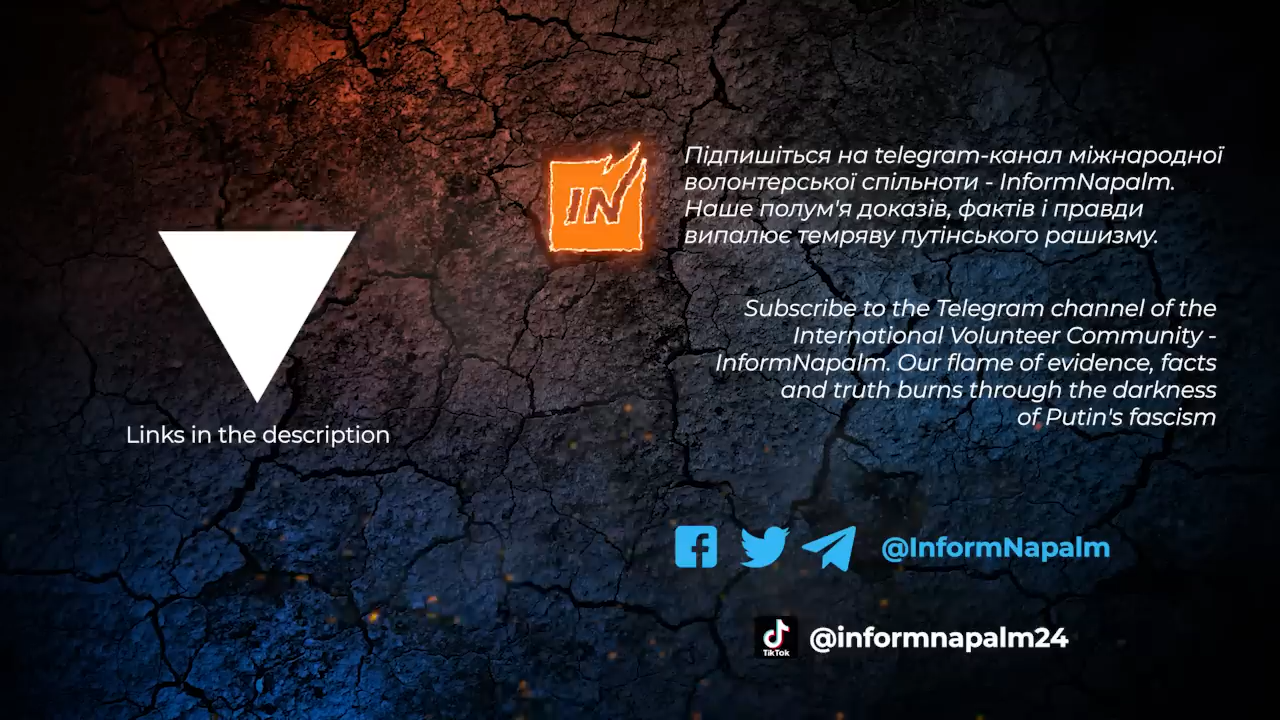 IN
Підпишіться на telegram-канал міжнародної
волонтерської спільноти - InformNapalm.
Наше полум'я доказів, фактів і правди
випалює темряву путінського рашизму.
Subscribe to the Telegram channel of the
International Volunteer Community -
InformNapalm. Our flame of evidence, facts
and truth burns through the darkness
of Putin's fascism
Links in the description
@InformNapalm
TikTok
@informnapalm24